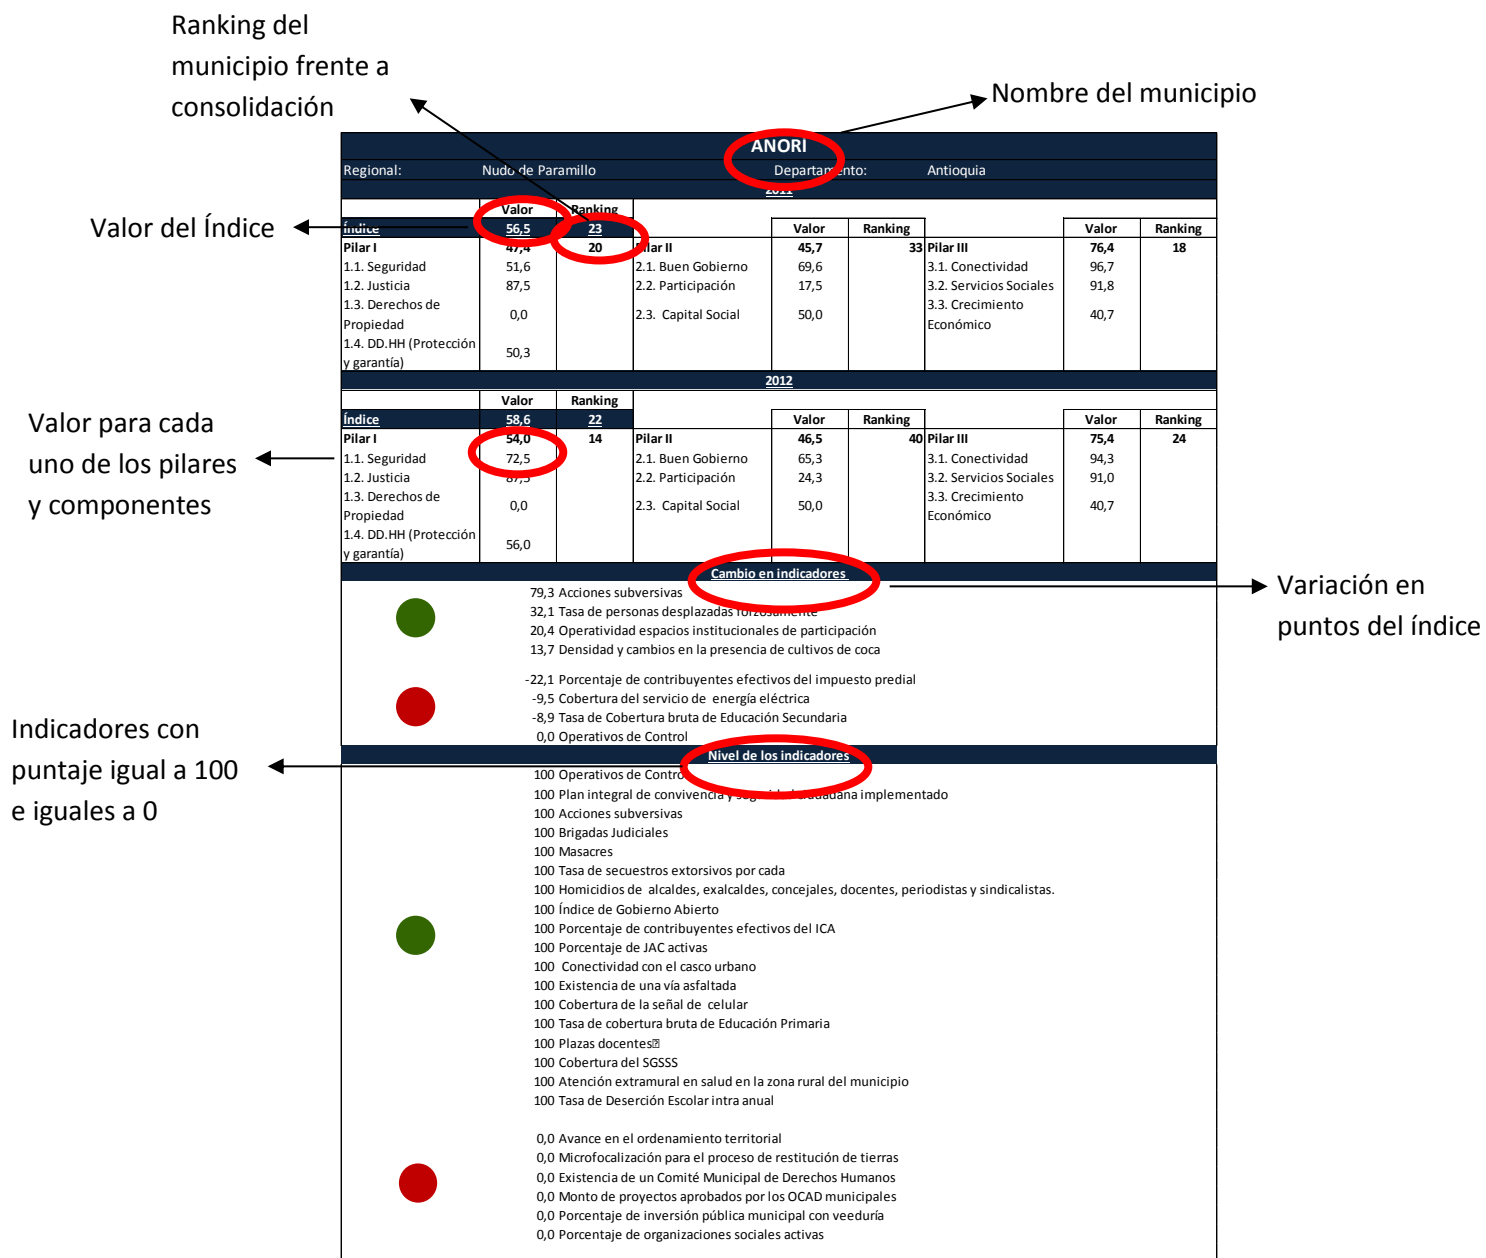 Ranking del
municipio frente a
consolidación
Nombre del municipio
ANORI
Regional: Nudo de Paramillo Departamento: Antioquia
2011
Valor Ranking
Valor del Índice
Índice 56,5 23 Valor Ranking Valor Ranking
Pilar I 47,4 20 Pilar II 45,7 33 Pilar III 76,4 18
1.1. Seguridad 51,6 2.1. Buen Gobierno 69,6 3.1. Conectividad 96,7
1.2. Justicia 87,5 2.2. Participación 17,5 3.2. Servicios Sociales 91,8
1.3. Derechos de Propiedad 0,0 2.3. Capital Social 50,0 3.3. Crecimiento Económico 40,7
1.4. DD.HH (Protección y garantía) 50,3
2012
Valor Ranking
Índice 58,6 22 Valor Ranking Valor Ranking
Pilar I 54,0 14 Pilar II 46,5 40 Pilar III 75,4 24
1.1. Seguridad 72,5 2.1. Buen Gobierno 65,3 3.1. Conectividad 94,3
1.2. Justicia 87,5 2.2. Participación 24,3 3.2. Servicios Sociales 91,0
1.3. Derechos de Propiedad 0,0 2.3. Capital Social 50,0 3.3. Crecimiento Económico 40,7
1.4. DD.HH (Protección y garantía) 56,0
Valor para cada
uno de los pilares
y componentes
Cambio en indicadores
Variación en
puntos del índice
79,3 Acciones subversivas
32,1 Tasa de personas desplazadas forzosamente
20,4 Operatividad espacios institucionales de participación
13,7 Densidad y cambios en la presencia de cultivos de coca
-22,1 Porcentaje de contribuyentes efectivos del impuesto predial
-9,5 Cobertura del servicio de energía eléctrica
-8,9 Tasa de Cobertura bruta de Educación Secundaria
0,0 Operativos de Control
Indicadores con
puntaje igual a 100
e iguales a 0
Nivel de los indicadores
100 Operativos de Control
100 Plan integral de convivencia y seguridad ciudadana implementado
100 Acciones subversivas
100 Brigadas Judiciales
100 Masacres
100 Tasa de secuestros extorsivos por cada
100 Homicidios de alcaldes, exalcaldes, concejales, docentes, periodistas y sindicalistas.
100 Índice de Gobierno Abierto
100 Porcentaje de contribuyentes efectivos del ICA
100 Porcentaje de JAC activas
100 Conectividad con el casco urbano
100 Existencia de una vía asfaltada
100 Cobertura de la señal de celular
100 Tasa de cobertura bruta de Educación Primaria
100 Plazas docentes
100 Cobertura del SGSSS
100 Atención extramural en salud en la zona rural del municipio
100 Tasa de Deserción Escolar intra anual
0,0 Avance en el ordenamiento territorial
0,0 Microfocalización para el proceso de restitución de tierras
0,0 Existencia de un Comité Municipal de Derechos Humanos
0,0 Monto de proyectos aprobados por los OCAD municipales
0,0 Porcentaje de inversión pública municipal con veeduría
0,0 Porcentaje de organizaciones sociales activas